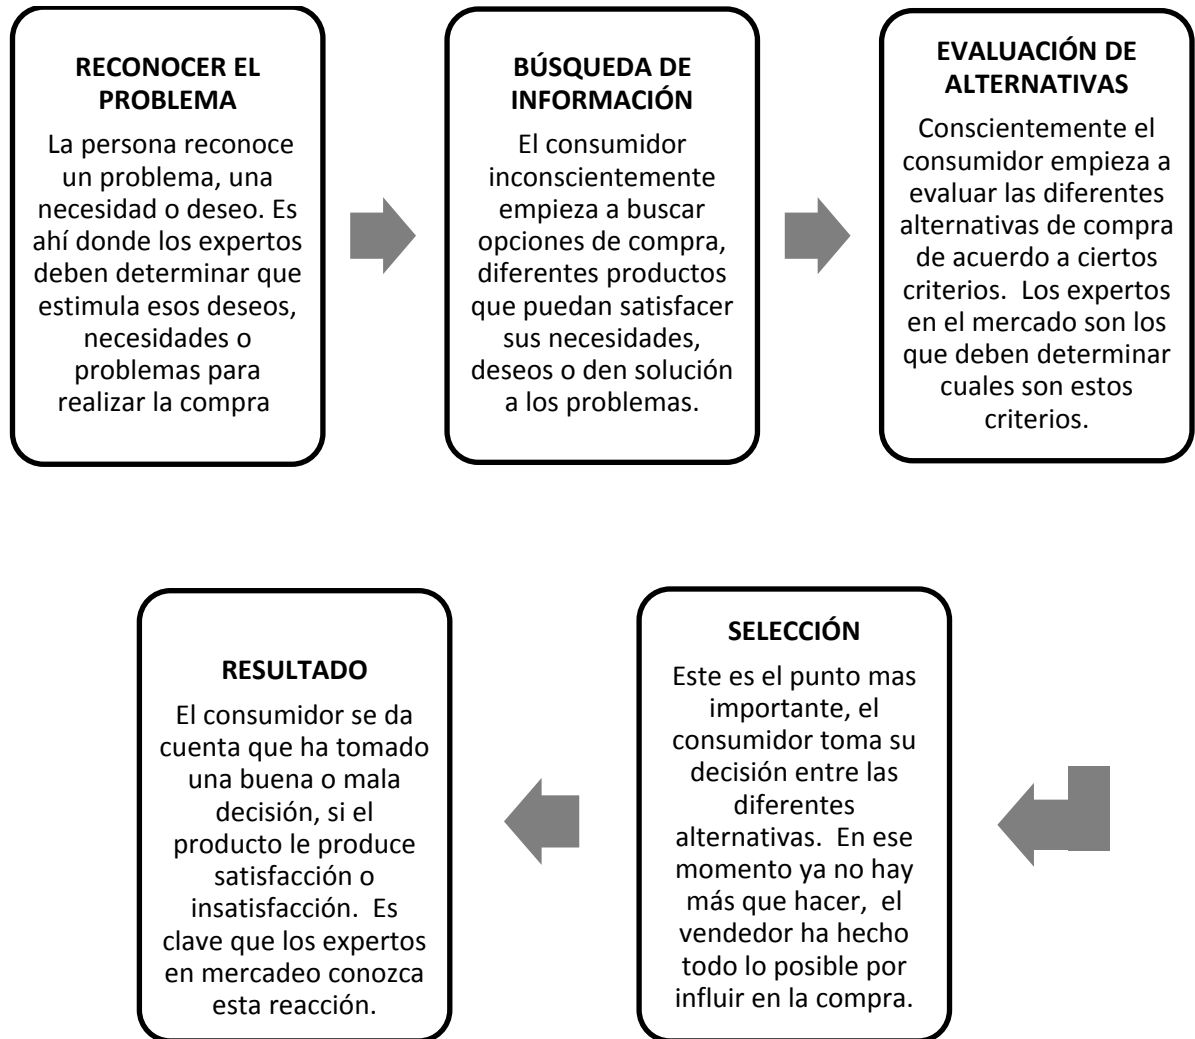 RECONOCER EL
PROBLEMA
La persona reconoce
un problema, una
necesidad o deseo. Es
ahí donde los expertos
deben determinar que
estimula esos deseos,
necesidades o
problemas para
realizar la compra
BÚSQUEDA DE
INFORMACIÓN
El consumidor
inconscientemente
empieza a buscar
opciones de compra,
diferentes productos
que puedan satisfacer
sus necesidades,
deseos o den solución
a los problemas.
EVALUACIÓN DE
ALTERNATIVAS
Conscientemente el
consumidor empieza a
evaluar las diferentes
alternativas de compra
de acuerdo a ciertos
criterios. Los expertos
en el mercado son los
que deben determinar
cuales son estos
criterios.
SELECCIÓN
Este es el punto mas
importante, el
consumidor toma su
decisión entre las
diferentes
alternativas. En ese
momento ya no hay
más que hacer, el
vendedor ha hecho
todo lo posible por
influir en la compra.
RESULTADO
El consumidor se da
cuenta que ha tomado
una buena o mala
decisión, si el
producto le produce
satisfacción o
insatisfacción. Es
clave que los expertos
en mercadeo conozca
esta reacción.